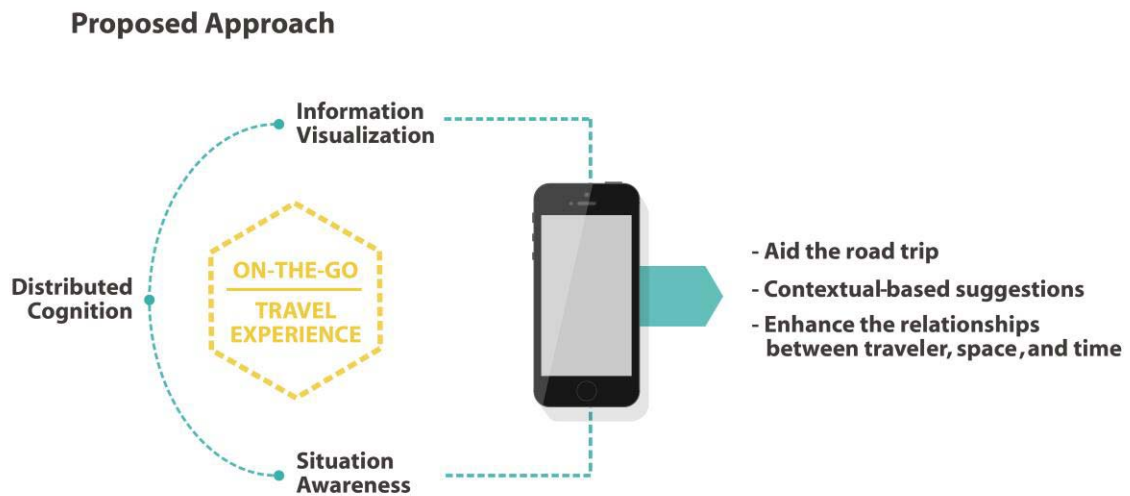 Proposed Approach
Information
Visualization
ON-THE-GO
TRAVEL
EXPERIENCE
Distributed
Cognition
Situation
Awareness
- Aid the road trip
- Contextual-based suggestions
- Enhance the relationships
between traveler, space, and time